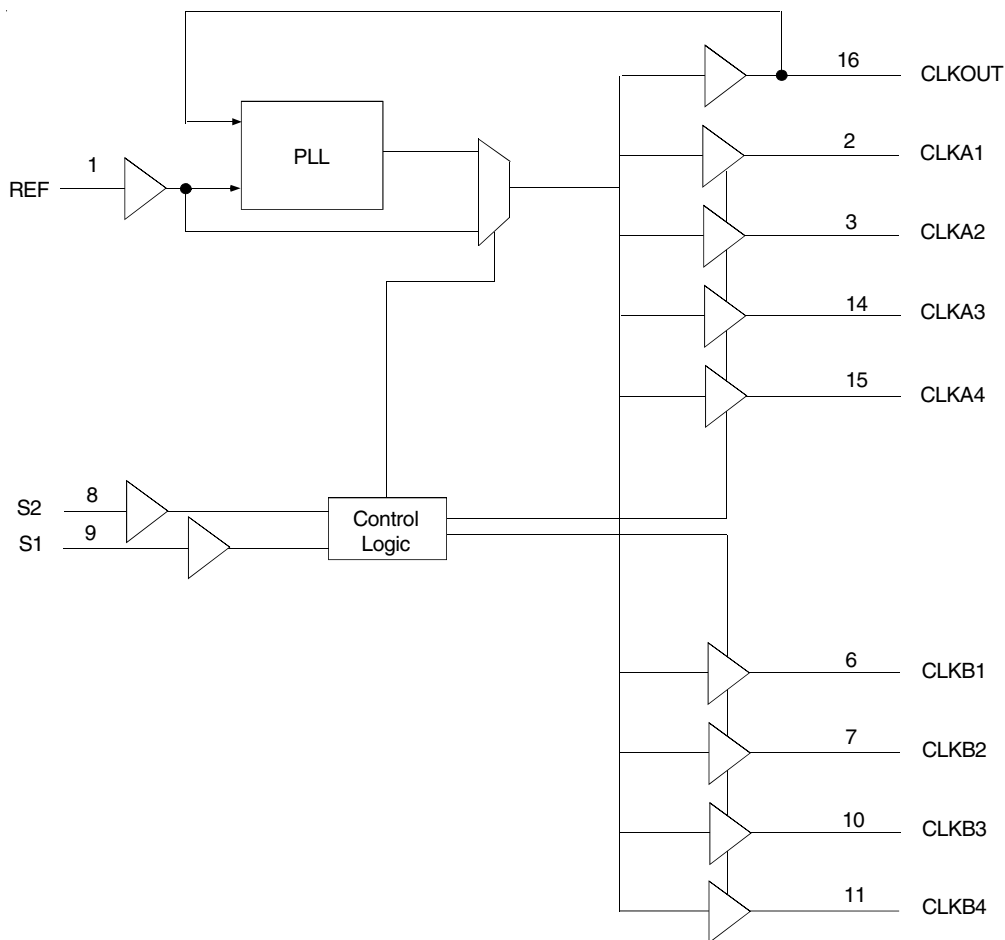 16 CLKOUT
PLL
1
REF
2 CLKA1
3 CLKA2
14 CLKA3
15 CLKA4
S2 8
S1 9
Control
Logic
6 CLKB1
7 CLKB2
10 CLKB3
11 CLKB4